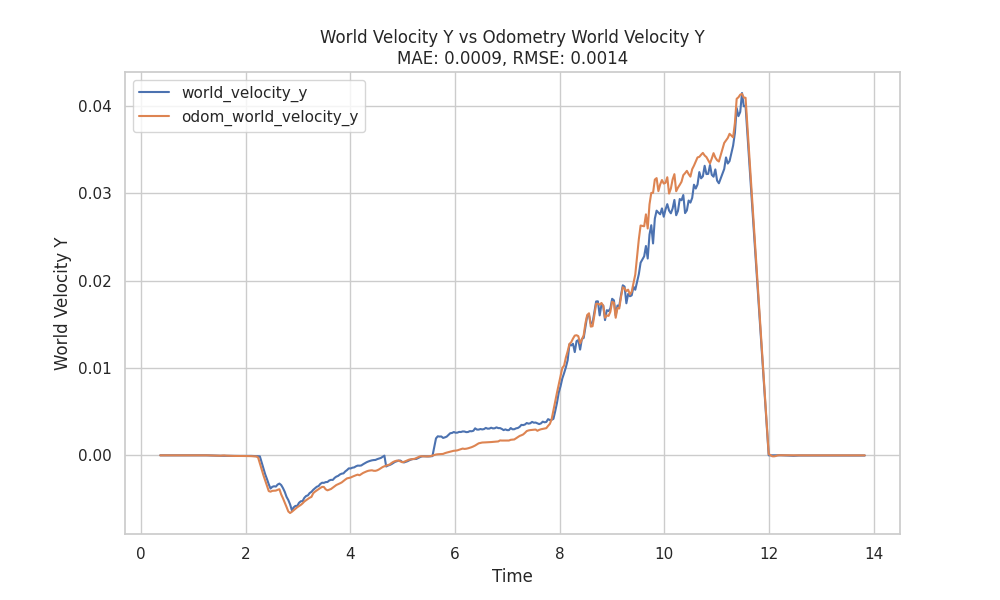 World Velocity Y vs Odometry World Velocity Y
MAE: 0.0009, RMSE: 0.0014
world_velocity_y
odom_world_velocity_y
0.04
0.03
0.02
0.01
0.00
World Velocity Y
0 2 4 6 8 10 12 14
Time